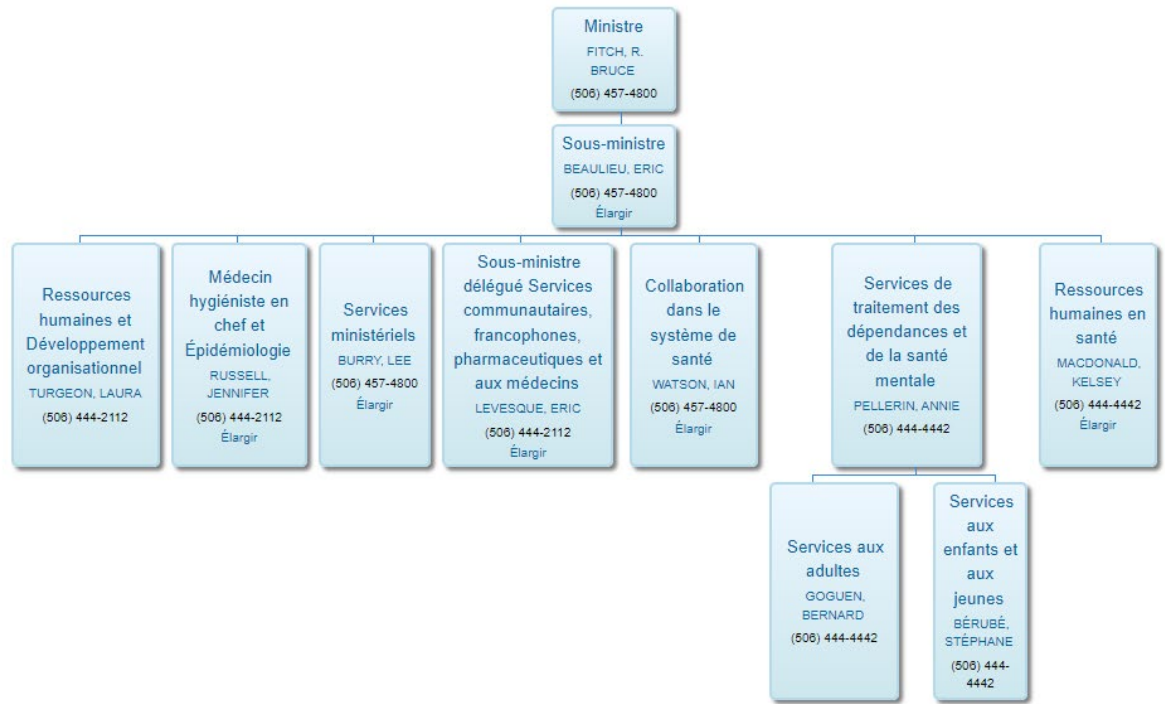 Ministre
FITCH, R.
BRUCE
(506) 457-4800
Sous-ministre
BEAULIEU, ERIC
(506) 457-4800
Élargir
Ressources
humaines et
Développement
organisationnel
TURGEON, LAURA
(506) 444-2112
Médecin
hygiéniste en
chef et
Épidémiologie
RUSSELL,
JENNIFER
(506) 444-2112
Élargir
Services
ministériels
BURRY, LEE
(506) 457-4800
Élargir
Sous-ministre
délégué Services
communautaires,
francophones,
pharmaceutiques et
aux médecins
LEVESQUE, ERIC
(506) 444-2112
Élargir
Collaboration
dans le
système de
santé
WATSON, IAN
(506) 457-4800
Élargir
Services de
traitement des
dépendances et
de la santé
mentale
PELLERIN, ANNIE
(506) 444-4442
Ressources
humaines en
santé
MACDONALD,
KELSEY
(506) 444-4442
Élargir
Services aux
adultes
GOGUEN,
BERNARD
(506) 444-4442
Services
aux
enfants et
aux
jeunes
BÉRUBÉ,
STÉPHANE
(506) 444-
4442